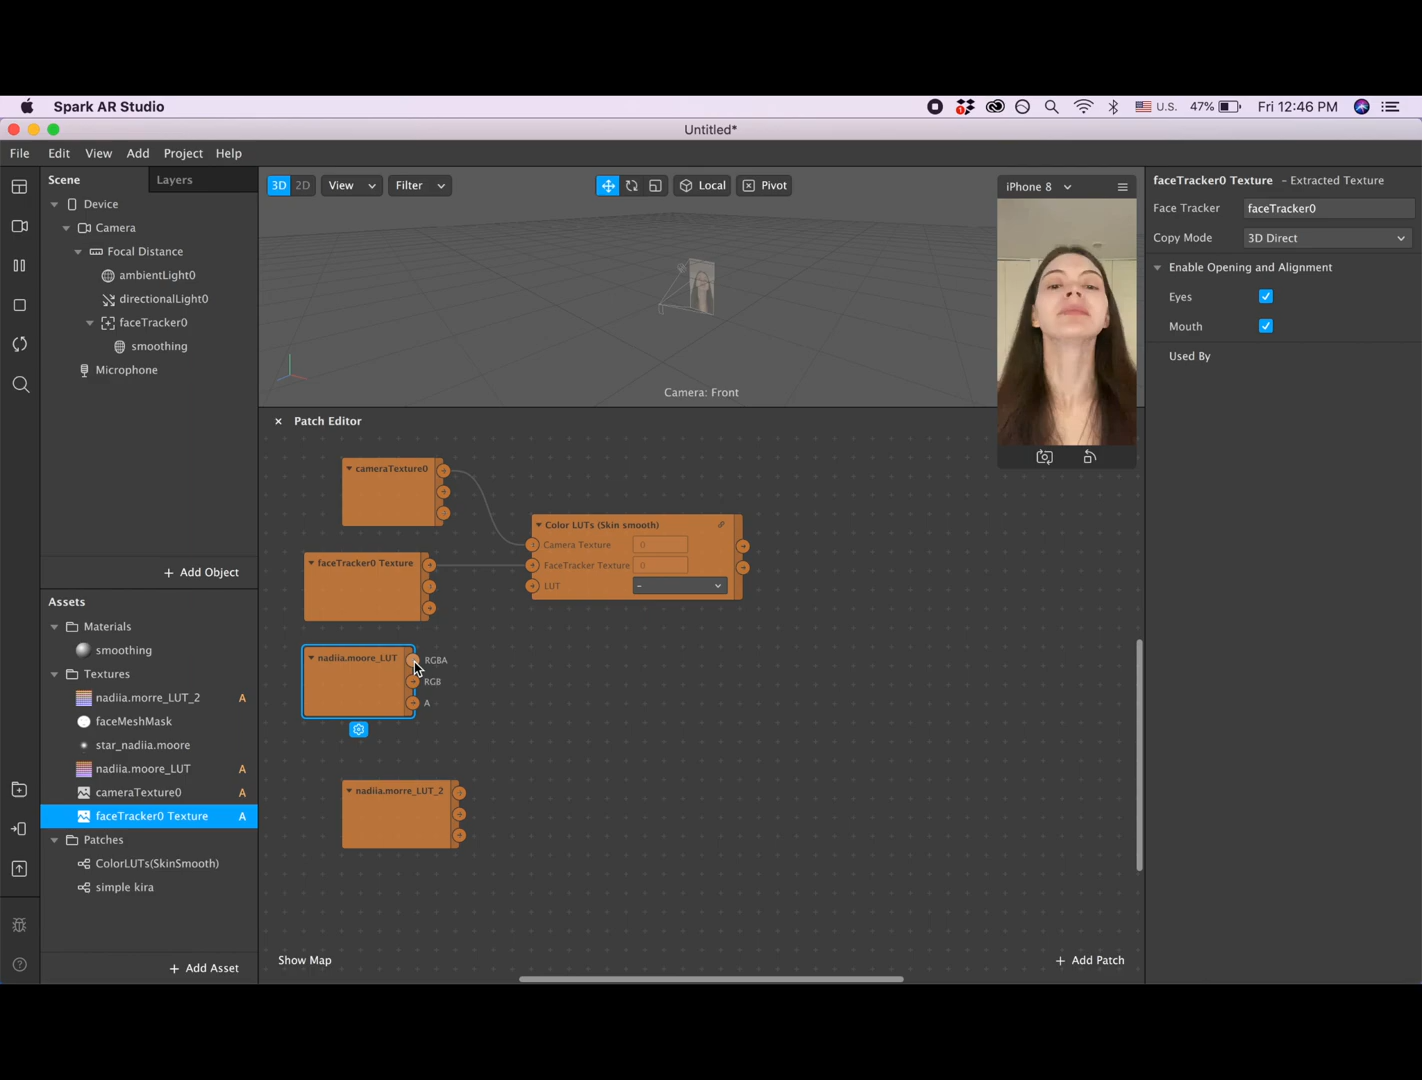 Spark AR Studio
U.S. 47% Fri 12:46 PM
Untitled*
File Edit View Add Project Help
Scene Layers
Device
Camera
Focal Distance
ambientLight0
directionalLight0
faceTracker0
smoothing
Microphone
+ Add Object
Assets
Materials
smoothing
Textures
nadiia.morre_LUT_2 A
faceMeshMask
star_nadiia.moore
nadiia.moore_LUT A
cameraTexture0 A
faceTracker0 Texture A
Patches
ColorLUTs(SkinSmooth)
simple kira
+ Add Asset
3D 2D View Filter Local Pivot
Camera: Front
iPhone 8
× Patch Editor
cameraTexture0
faceTracker0 Texture
nadiia.moore_LUT
RGBA
RGB
A
nadiia.morre_LUT_2
Color LUTs (Skin smooth)
Camera Texture 0
FaceTracker Texture 0
LUT –
Show Map
+ Add Patch
faceTracker0 Texture - Extracted Texture
Face Tracker faceTracker0
Copy Mode 3D Direct
Enable Opening and Alignment
Eyes
Mouth
Used By